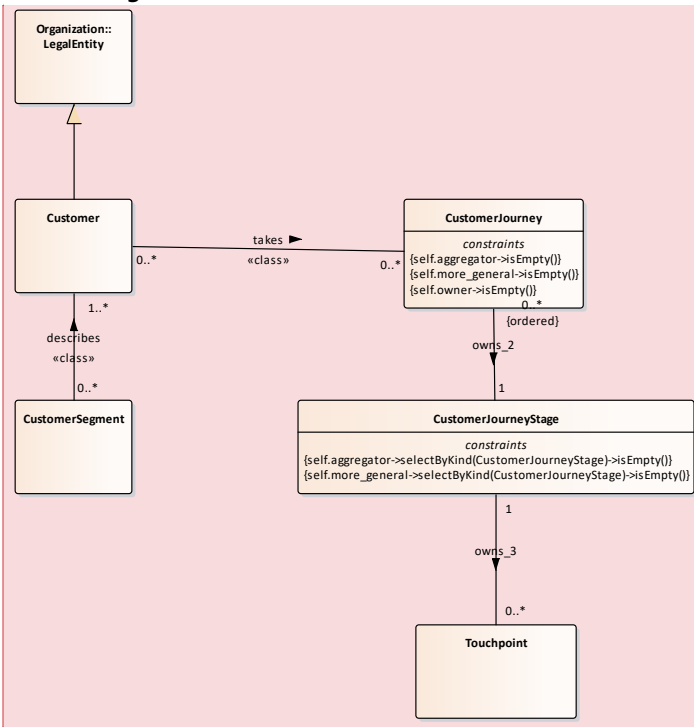 Organization::
LegalEntity
Customer
takes
«class»
0..*
0..*
CustomerJourney
constraints
{self.aggregator->isEmpty()}
{self.more_general->isEmpty()}
{self.owner->isEmpty()}
0..*
{ordered}
1..*
describes
«class»
0..*
owns_2
1
CustomerSegment
CustomerJourneyStage
constraints
{self.aggregator->selectByKind(CustomerJourneyStage)->isEmpty()}
{self.more_general->selectByKind(CustomerJourneyStage)->isEmpty()}
1
owns_3
0..*
Touchpoint